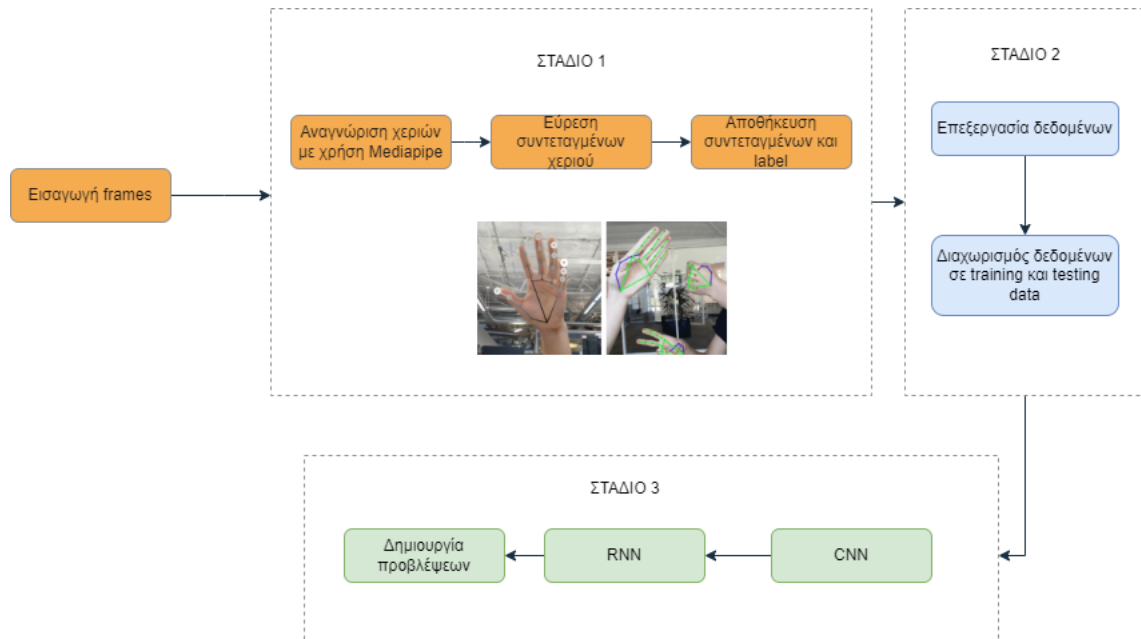 ΣΤΑΔΙΟ 1
Εισαγωγή frames
Αναγνώριση χεριών
με χρήση Mediapipe
Εύρεση
συντεταγμένων
χεριού
Αποθήκευση
συντεταγμένων και
label
ΣΤΑΔΙΟ 2
Επεξεργασία δεδομένων
Διαχωρισμός δεδομένων
σε training και testing
data
ΣΤΑΔΙΟ 3
CNN
RNN
Δημιουργία
προβλέψεων